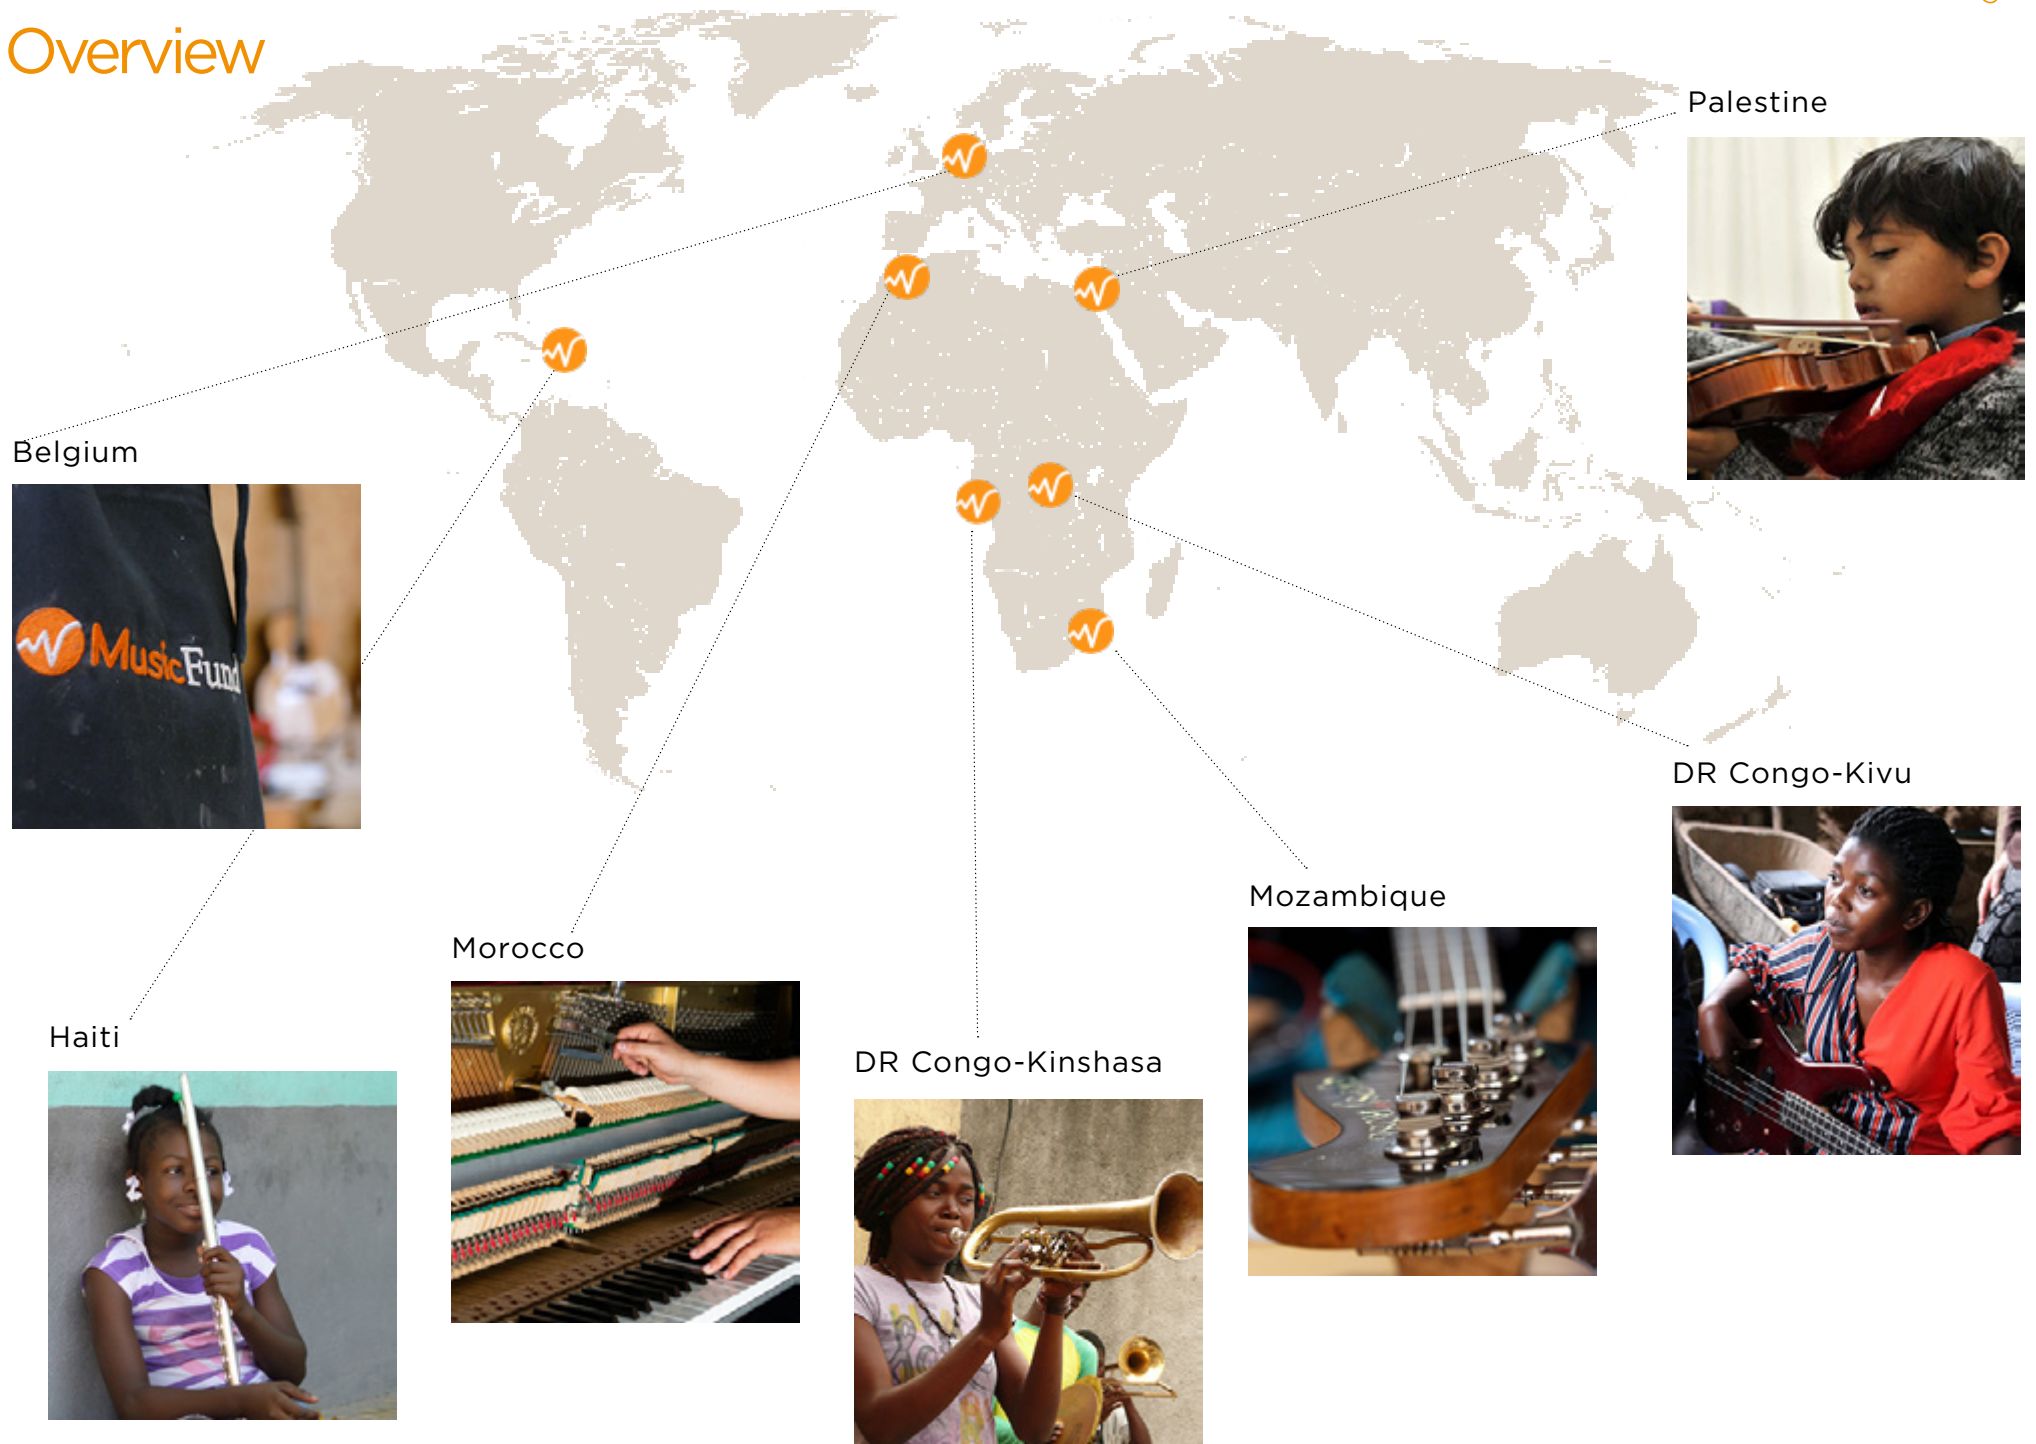 Overview
Palestine
Belgium
MusicFund
DR Congo-Kivu
Mozambique
Morocco
Haiti
DR Congo-Kinshasa